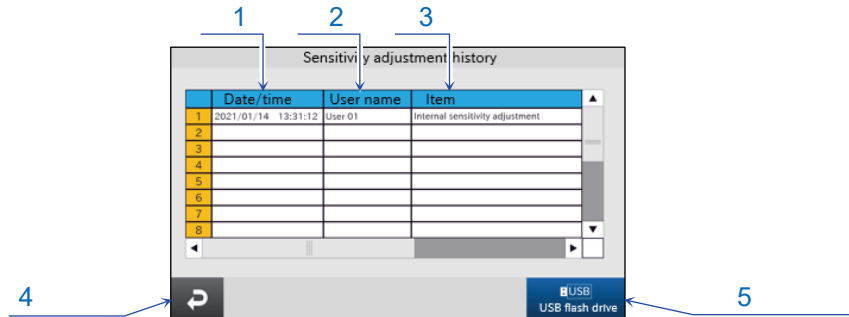 1 2 3
Sensitivity adjustment history
Date/time User name Item
1 2021/01/14 13:31:12 User 01 Internal sensitivity adjustment
2
3
4
5
6
7
8
4 5
USB
USB flash drive